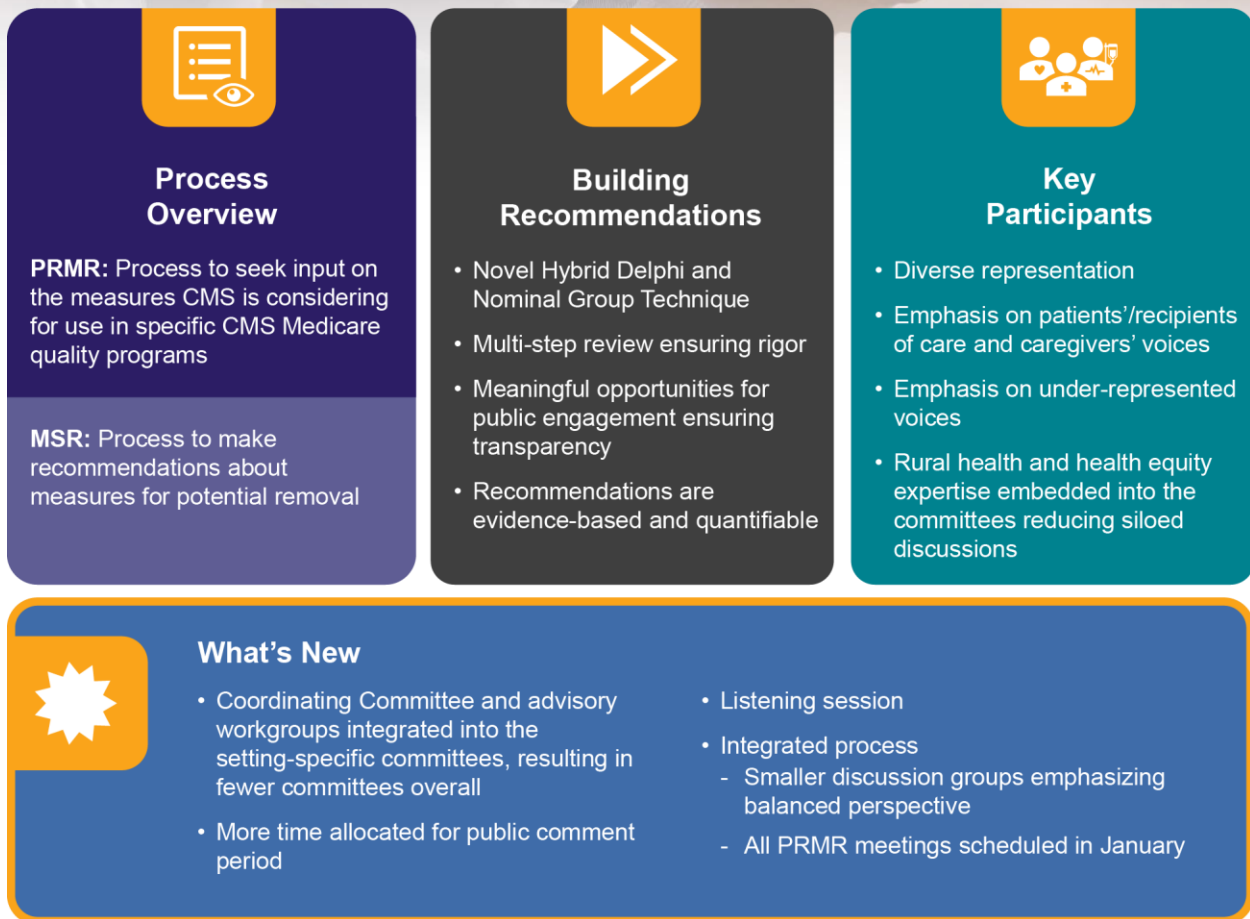 Process
Overview
PRMR: Process to seek input on
the measures CMS is considering
for use in specific CMS Medicare
quality programs
MSR: Process to make
recommendations about
measures for potential removal
Building
Recommendations
• Novel Hybrid Delphi and
Nominal Group Technique
• Multi-step review ensuring rigor
• Meaningful opportunities for
public engagement ensuring
transparency
• Recommendations are
evidence-based and quantifiable
Key
Participants
• Diverse representation
• Emphasis on patients’/recipients
of care and caregivers’ voices
• Emphasis on under-represented
voices
• Rural health and health equity
expertise embedded into the
committees reducing siloed
discussions
What’s New
• Coordinating Committee and advisory
workgroups integrated into the
setting-specific committees, resulting in
fewer committees overall
• More time allocated for public comment
period
• Listening session
• Integrated process
- Smaller discussion groups emphasizing
balanced perspective
- All PRMR meetings scheduled in January